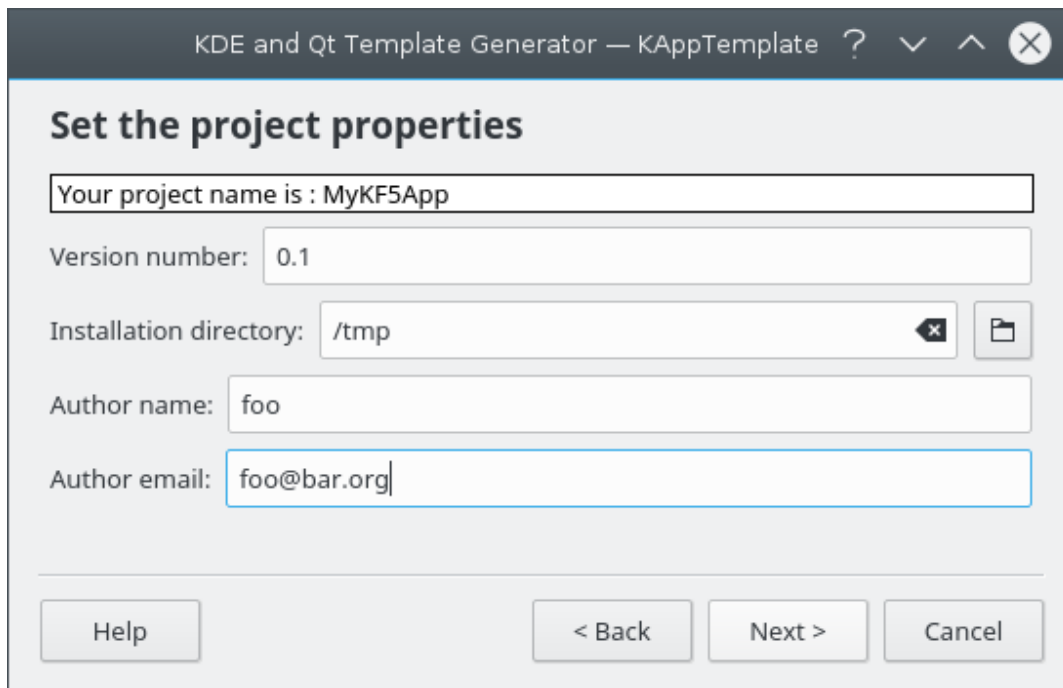 KDE and Qt Template Generator — KAppTemplate
Set the project properties
Your project name is : MyKF5App
Version number: 0.1
Installation directory: /tmp
Author name: foo
Author email: foo@bar.org
Help < Back Next > Cancel